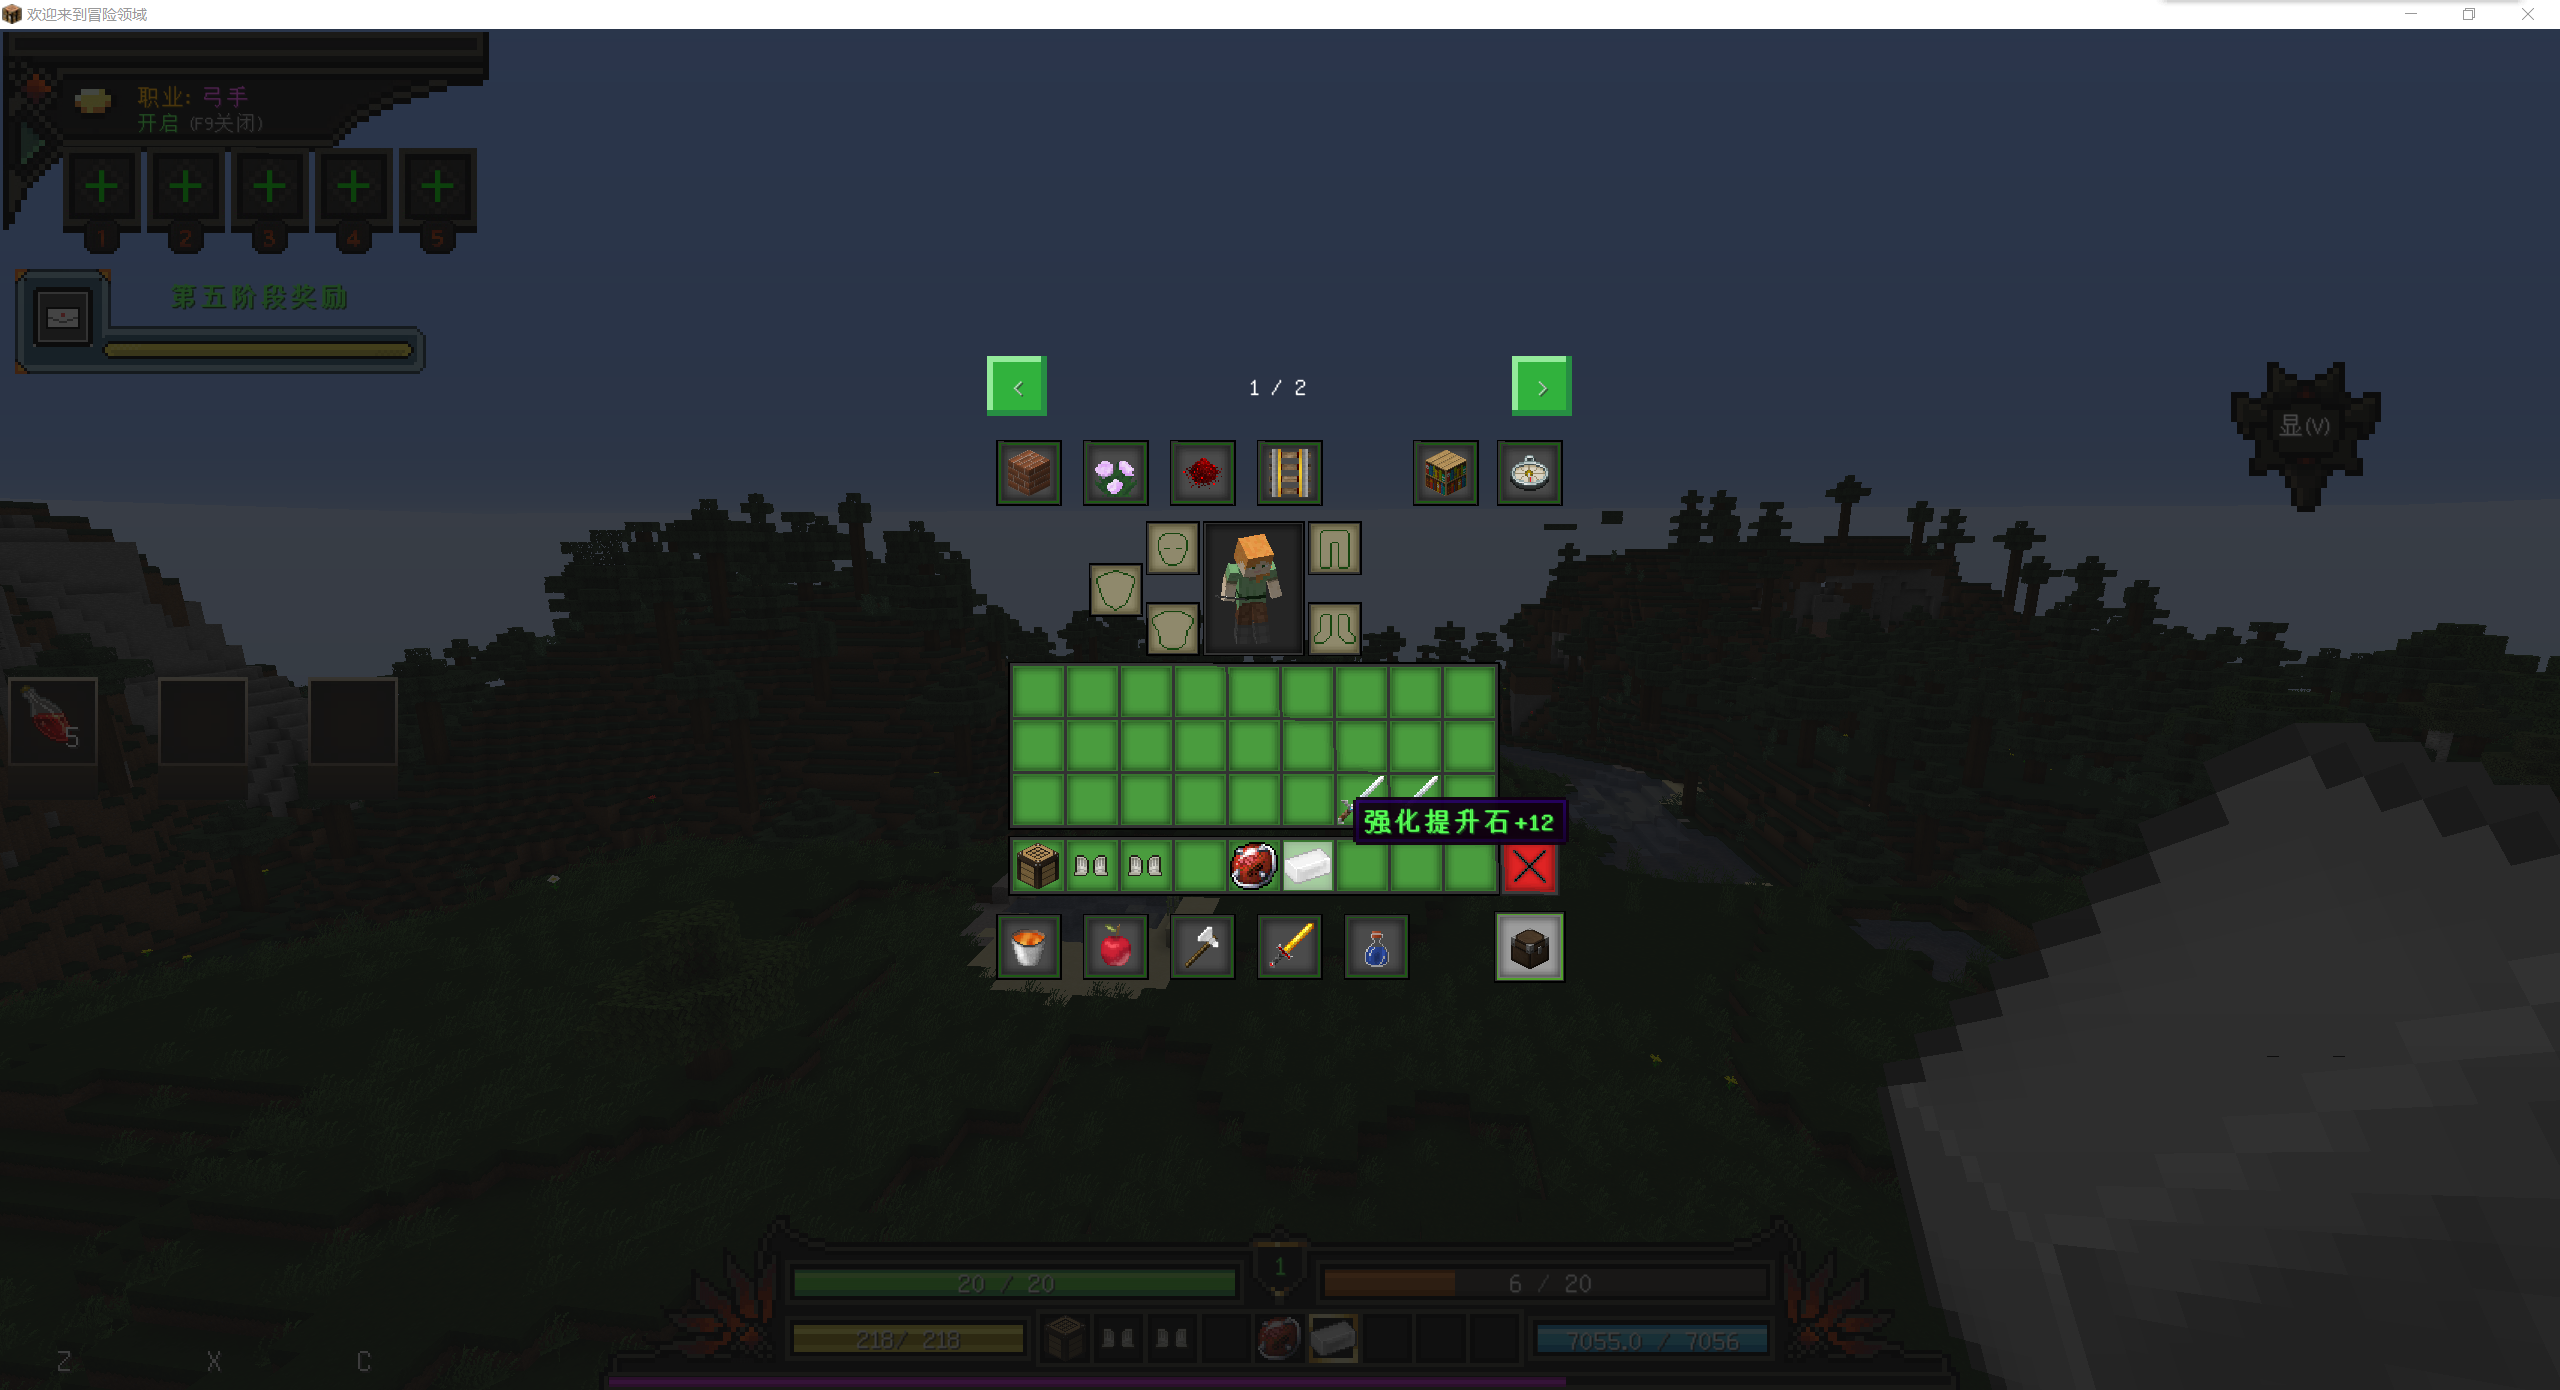 欢迎来到冒险领域
职业: 弓手
开启 (F9关闭)
1 2 3 4 5
第五阶段奖励
< 1 / 2 >
显(V)
5
强化提升石+12
1
20 / 20
6 / 20
218/ 218
7055.0 / 7056
Z X C